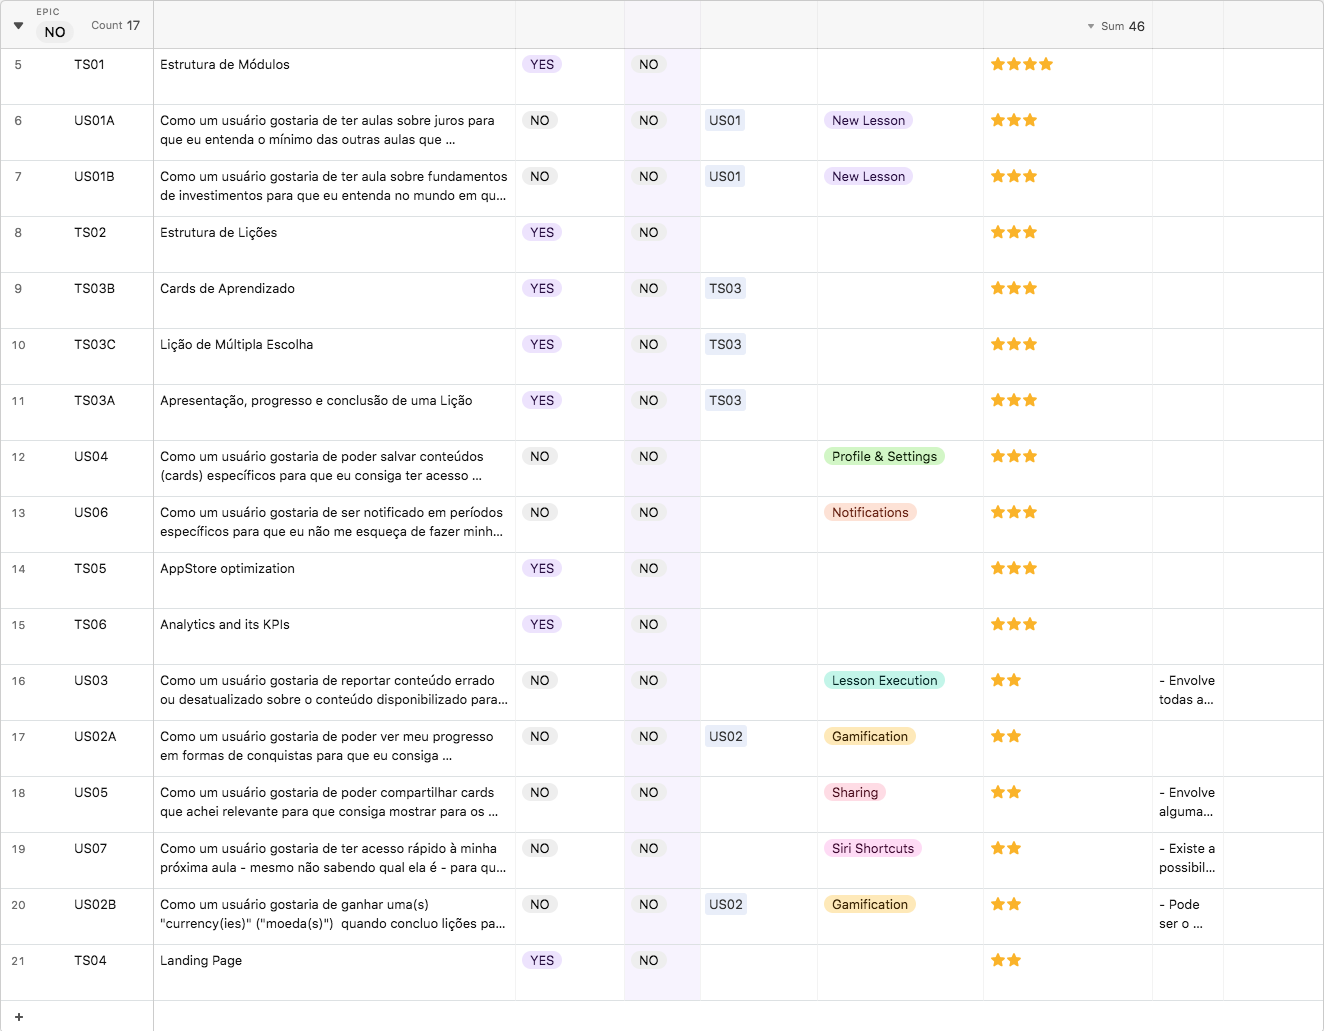 EPIC
NO
Count 17
Sum 46
5 TS01 Estrutura de Módulos YES NO
6 US01A Como um usuário gostaria de ter aulas sobre juros para NO NO US01 New Lesson
que eu entenda o mínimo das outras aulas que ...
7 US01B Como um usuário gostaria de ter aula sobre fundamentos NO NO US01 New Lesson
de investimentos para que eu entenda no mundo em qu...
8 TS02 Estrutura de Lições YES NO
9 TS03B Cards de Aprendizado YES NO TS03
10 TS03C Lição de Múltipla Escolha YES NO TS03
11 TS03A Apresentação, progresso e conclusão de uma Lição YES NO TS03
12 US04 Como um usuário gostaria de poder salvar conteúdos NO NO Profile & Settings
(cards) específicos para que eu consiga ter acesso ...
13 US06 Como um usuário gostaria de ser notificado em períodos NO NO Notifications
específicos para que eu não me esqueça de fazer minh...
14 TS05 AppStore optimization YES NO
15 TS06 Analytics and its KPIs YES NO
16 US03 Como um usuário gostaria de reportar conteúdo errado NO NO Lesson Execution - Envolve
ou desatualizado sobre o conteúdo disponibilizado para... todas a...
17 US02A Como um usuário gostaria de poder ver meu progresso NO NO US02 Gamification
em formas de conquistas para que eu consiga ...
18 US05 Como um usuário gostaria de poder compartilhar cards NO NO Sharing - Envolve
que achei relevante para que consiga mostrar para os ... alguma...
19 US07 Como um usuário gostaria de ter acesso rápido à minha NO NO Siri Shortcuts - Existe a
próxima aula - mesmo não sabendo qual ela é - para qu... possibil...
20 US02B Como um usuário gostaria de ganhar uma(s) NO NO US02 Gamification - Pode
"currency(ies)" ("moeda(s)") quando concluo lições pa... ser o ...
21 TS04 Landing Page YES NO
+